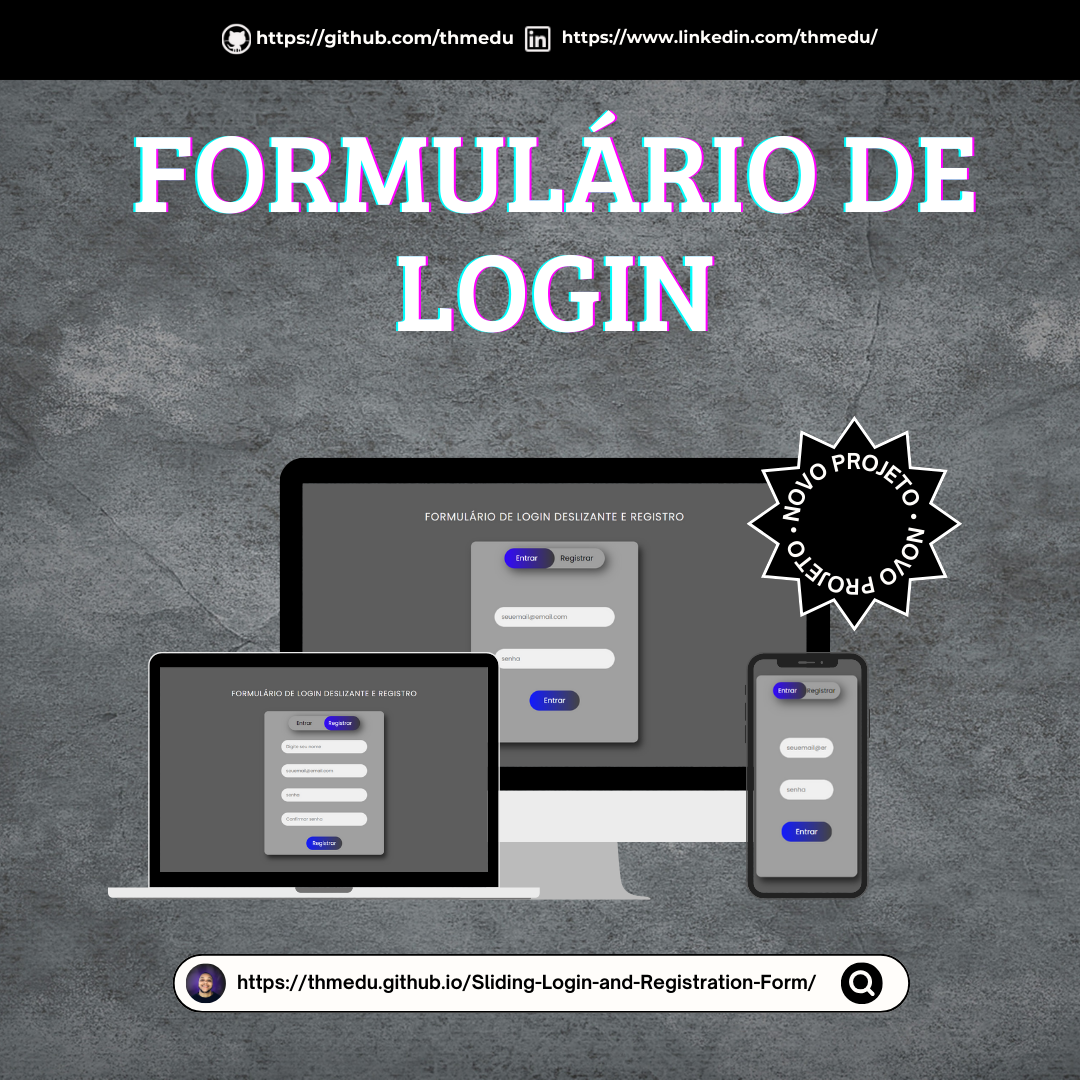 https://github.com/thmedu
https://www.linkedin.com/thmedu/
FORMULÁRIO DE
LOGIN
NOVO PROJETO • NOVO PROJETO •
FORMULÁRIO DE LOGIN DESLIZANTE E REGISTRO
Entrar Registrar
seuemail@email.com
senha
Entrar
FORMULÁRIO DE LOGIN DESLIZANTE E REGISTRO
Entrar Registrar
Digite seu nome
seuemail@email.com
senha
Confirmar senha
Registrar
Entrar Registrar
seuemail@er
senha
Entrar
https://thmedu.github.io/Sliding-Login-and-Registration-Form/